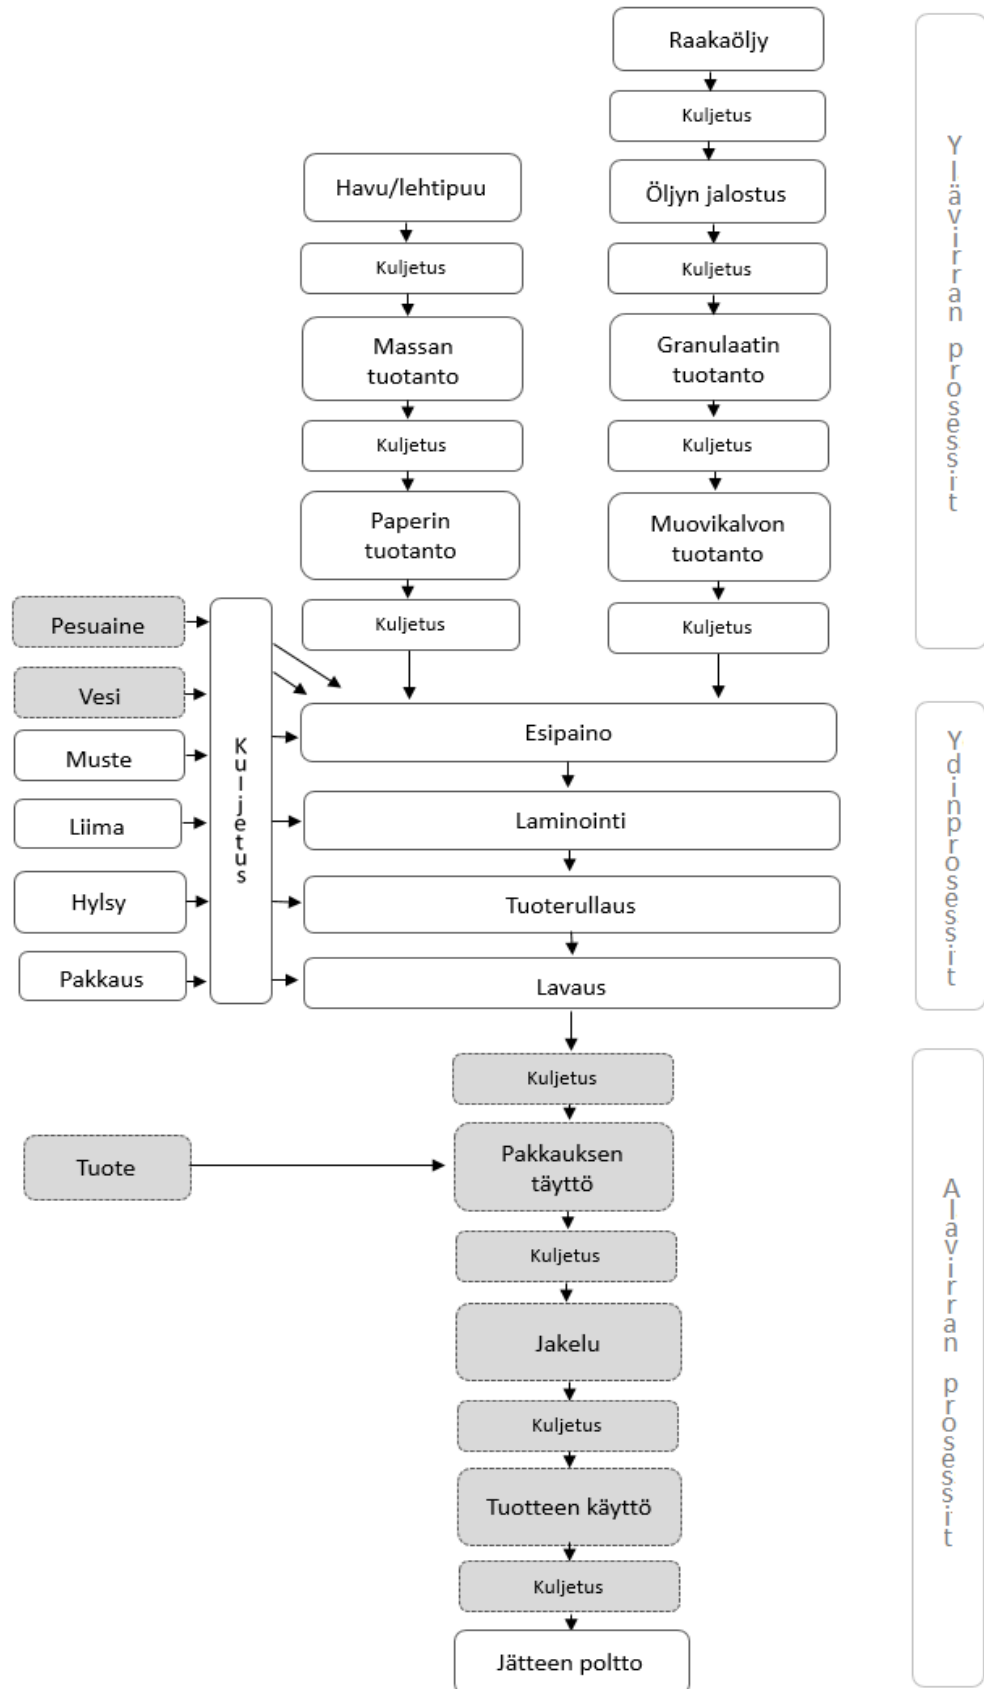 Raakaöljy
Kuljetus
Havu/lehtipuu
Öljyn jalostus
Kuljetus
Kuljetus
Massan
tuotanto
Granulaatin
tuotanto
Kuljetus
Kuljetus
Paperin
tuotanto
Muovikalvon
tuotanto
Kuljetus
Kuljetus
Ylävirran prosessit
Pesuaine
Vesi
Muste
Liima
Hylsy
Pakkaus
Kuljetus
Esipaino
Laminointi
Tuoterullaus
Lavaus
Ydinprosessit
Kuljetus
Tuote
Pakkauksen
täyttö
Kuljetus
Jakelu
Kuljetus
Tuotteen käyttö
Kuljetus
Jätteen poltto
Alavirran prosessit